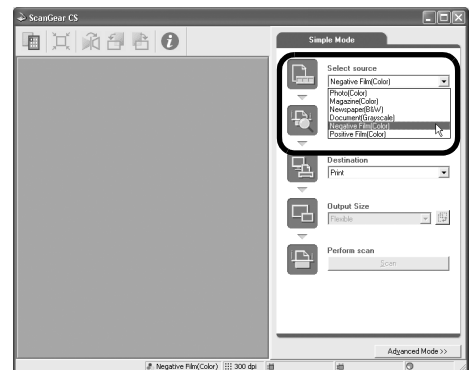 ScanGear CS
Simple Mode
Select source
Negative Film(Color)
Photo(Color)
Magazine(Color)
Newspaper(B&W)
Document(Grayscale)
Negative Film(Color)
Positive Film(Color)
Destination
Print
Output Size
Flexible
Perform scan
Scan
Advanced Mode >>
Negative Film(Color) 300 dpi